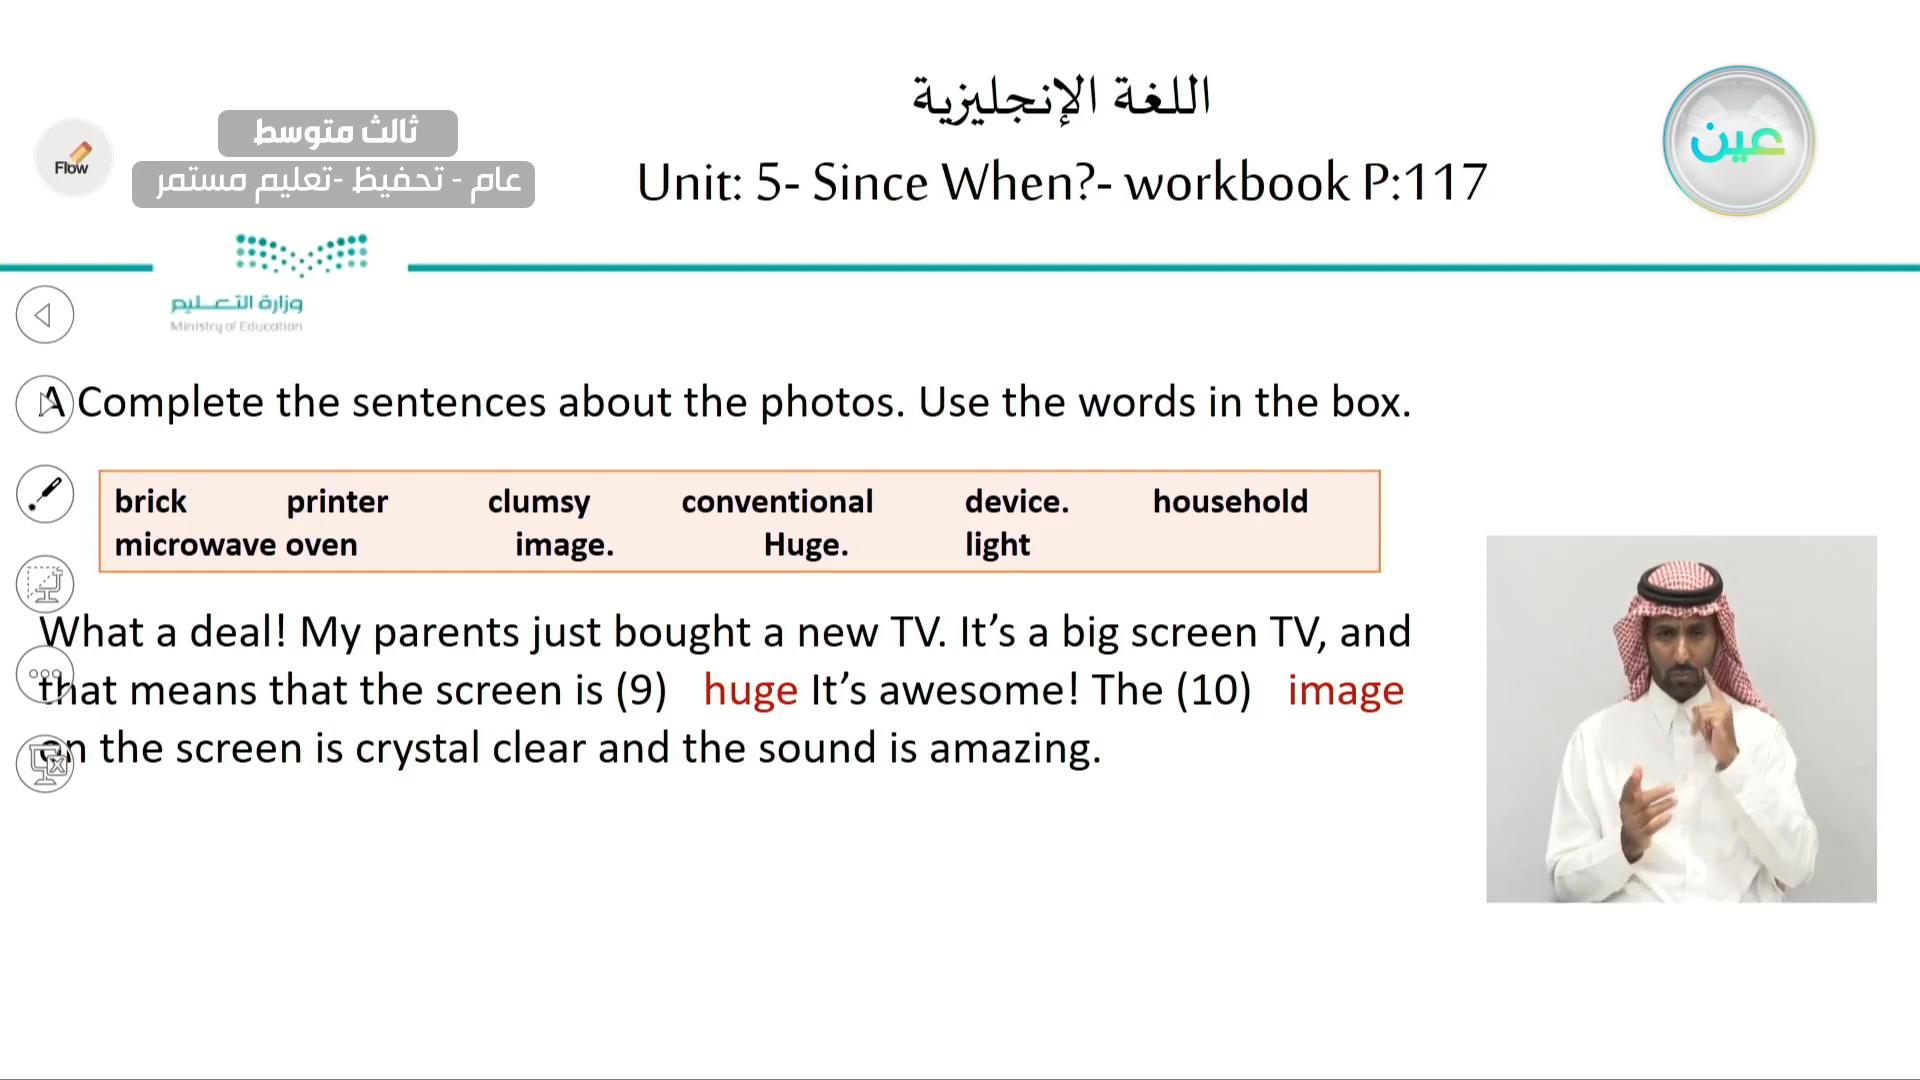 اللغة الإنجليزية
Unit: 5- Since When?- workbook P:117
ثالث متوسط
عام - تحفيظ -تعليم مستمر
Flow
عين
وزارة التعليم
Ministry of Education
A Complete the sentences about the photos. Use the words in the box.
brick printer clumsy conventional device. household
microwave oven image. Huge. light
What a deal! My parents just bought a new TV. It’s a big screen TV, and
that means that the screen is (9) huge It’s awesome! The (10) image
on the screen is crystal clear and the sound is amazing.